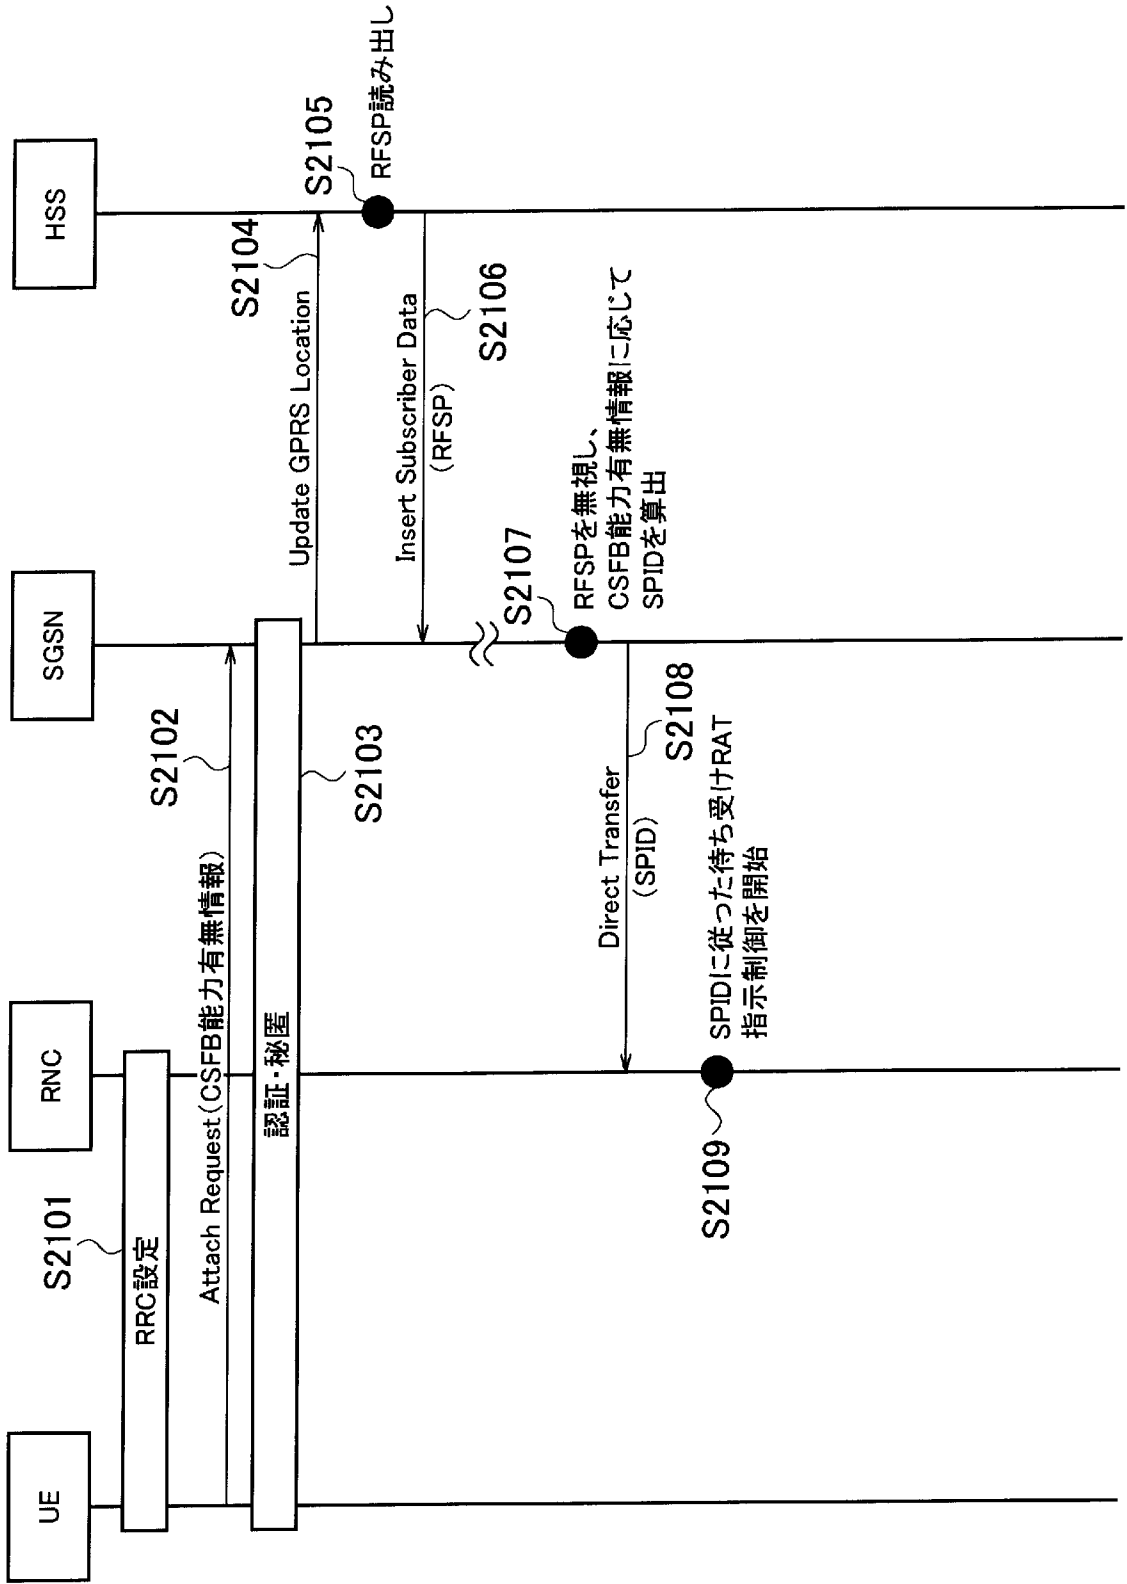 UE
RNC
SGSN
HSS
S2101
RRC設定
S2102
Attach Request(CSFB能力有無情報)
認証・秘匿
S2103
S2104
Update GPRS Location
S2105
RFSP読み出し
Insert Subscriber Data
(RFSP)
S2106
S2107
RFSPを無視し、
CSFB能力有無情報に応じて
SPIDを算出
Direct Transfer
(SPID)
S2108
S2109
SPIDに従った待ち受けRAT
指示制御を開始